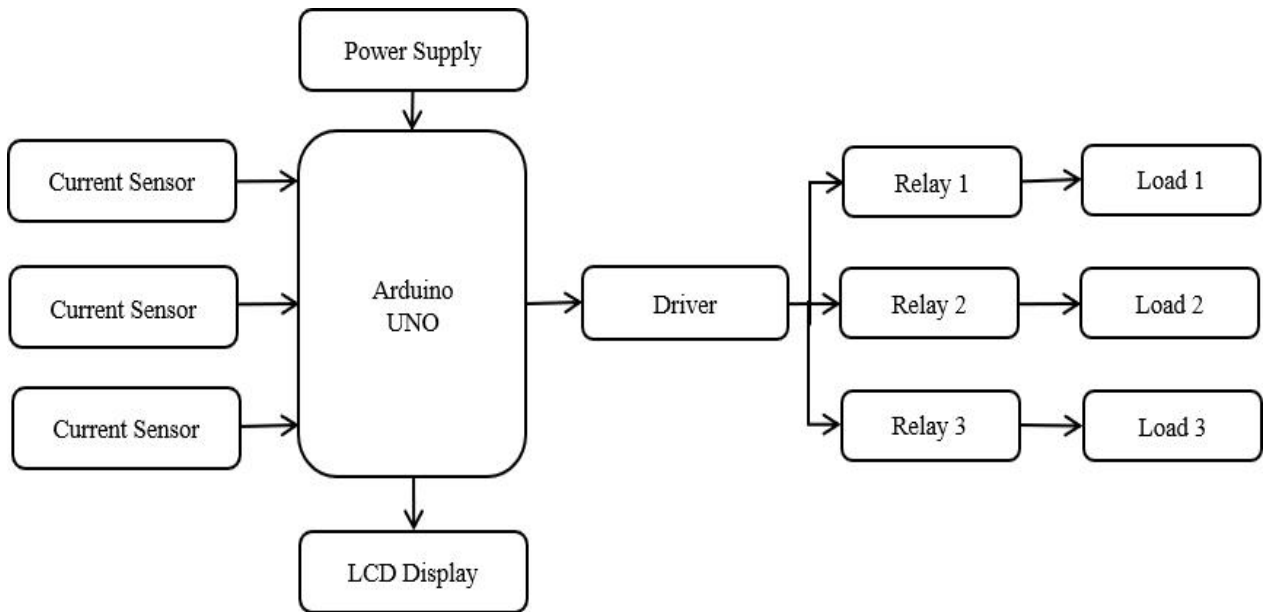 Power Supply
Current Sensor
Current Sensor
Current Sensor
Arduino
UNO
LCD Display
Driver
Relay 1
Load 1
Relay 2
Load 2
Relay 3
Load 3